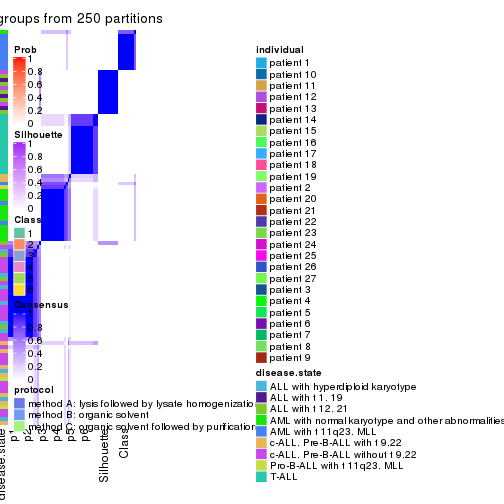 groups from 250 partitions
Prob
1
0.8
0.6
0.4
0.2
0
Silhouette
1
0.8
0.6
0.4
0.2
0
Class
1
2
3
4
5
6
Consensus
1
0.8
0.6
0.4
0.2
0
protocol
method A: lysis followed by lysate homogenization
method B: organic solvent
method C: organic solvent followed by purification
disease.state
p1
p2
p3
p4
p5
p6
Silhouette
Class
individual
patient 1
patient 10
patient 11
patient 12
patient 13
patient 14
patient 15
patient 16
patient 17
patient 18
patient 19
patient 2
patient 20
patient 21
patient 22
patient 23
patient 24
patient 25
patient 26
patient 27
patient 3
patient 4
patient 5
patient 6
patient 7
patient 8
patient 9
disease.state
ALL with hyperdiploid karyotype
ALL with t 1. 19
ALL with t 12. 21
AML with normal karyotype and other abnormalities
AML with t 11q23. MLL
c-ALL. Pre-B-ALL with t 9.22
c-ALL. Pre-B-ALL without t 9.22
Pro-B-ALL with t 11q23. MLL
T-ALL